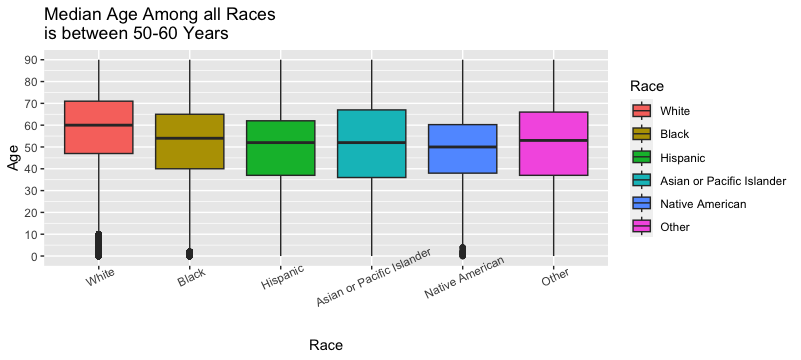 Median Age Among all Races
is between 50-60 Years
90
80
70
60
50
40
30
20
10
0
Age
White
Black
Hispanic
Asian or Pacific Islander
Native American
Other
Race
Race
White
Black
Hispanic
Asian or Pacific Islander
Native American
Other